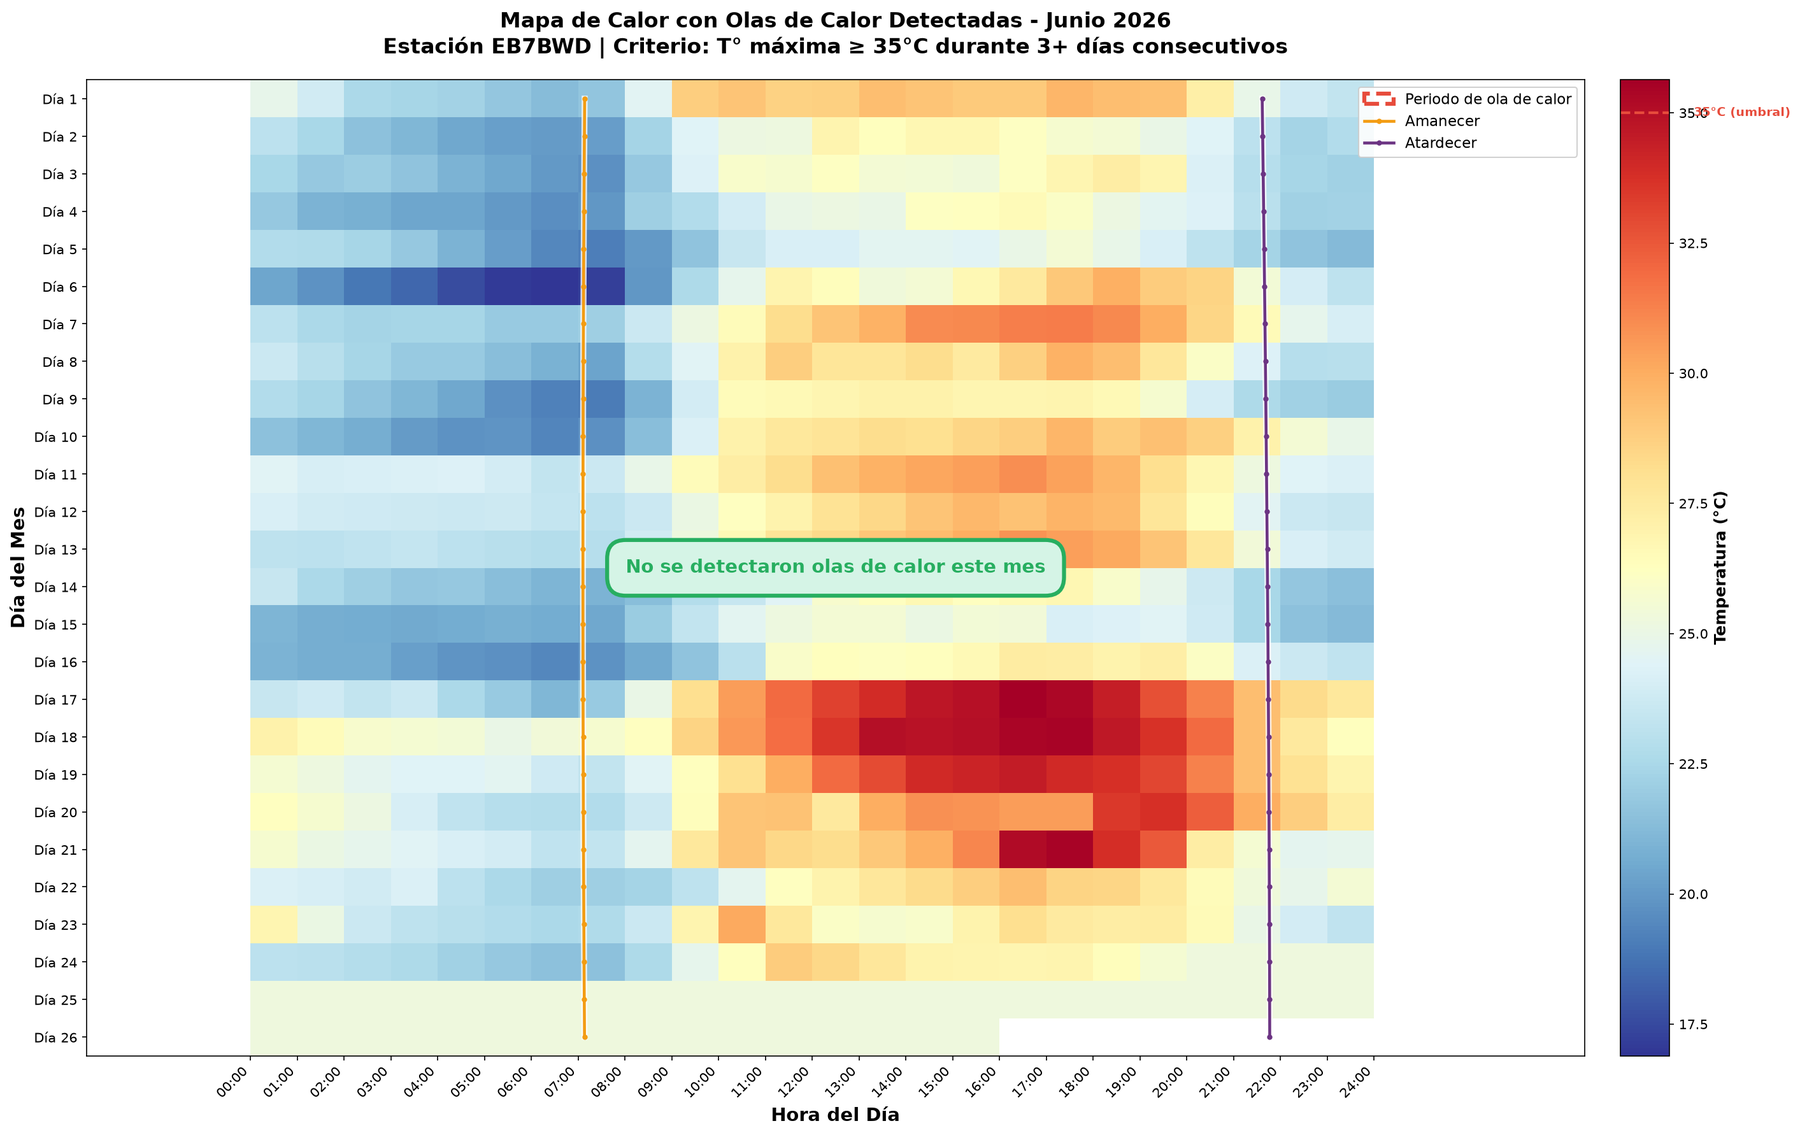 Mapa de Calor con Olas de Calor Detectadas - Junio 2026
Estación EB7BWD | Criterio: T° máxima ≥ 35°C durante 3+ días consecutivos
Periodo de ola de calor
Amanecer
Atardecer
Día del Mes
Día 1
Día 2
Día 3
Día 4
Día 5
Día 6
Día 7
Día 8
Día 9
Día 10
Día 11
Día 12
Día 13
Día 14
Día 15
Día 16
Día 17
Día 18
Día 19
Día 20
Día 21
Día 22
Día 23
Día 24
Día 25
Día 26
No se detectaron olas de calor este mes
00:00
01:00
02:00
03:00
04:00
05:00
06:00
07:00
08:00
09:00
10:00
11:00
12:00
13:00
14:00
15:00
16:00
17:00
18:00
19:00
20:00
21:00
22:00
23:00
24:00
Hora del Día
35.0
35°C (umbral)
32.5
30.0
27.5
25.0
22.5
20.0
17.5
Temperatura (°C)